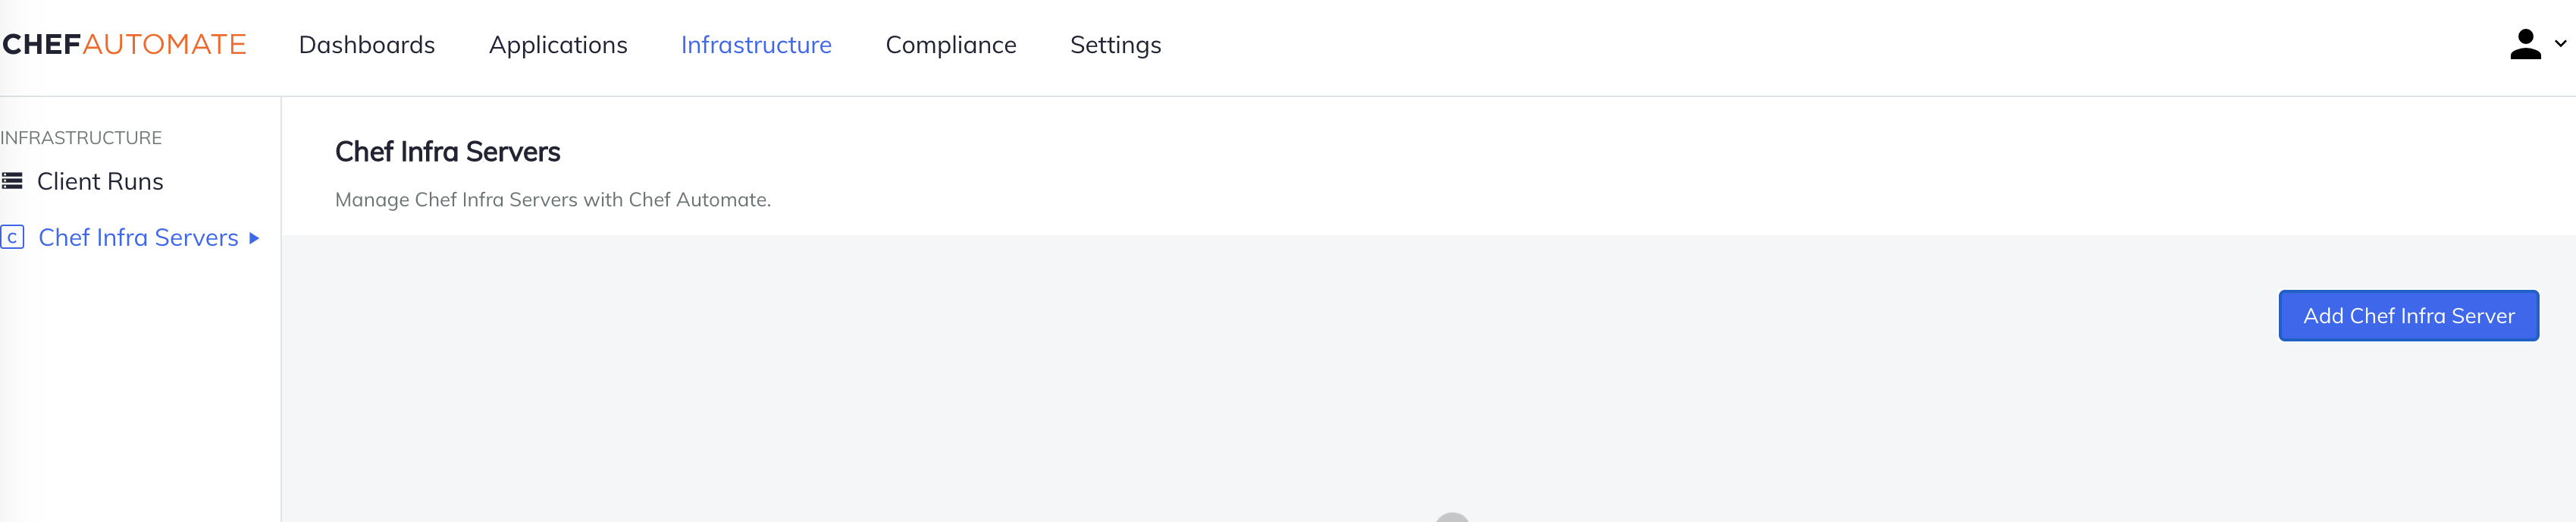 CHEFAUTOMATE Dashboards Applications Infrastructure Compliance Settings
INFRASTRUCTURE
Client Runs
C Chef Infra Servers
Chef Infra Servers
Manage Chef Infra Servers with Chef Automate.
Add Chef Infra Server